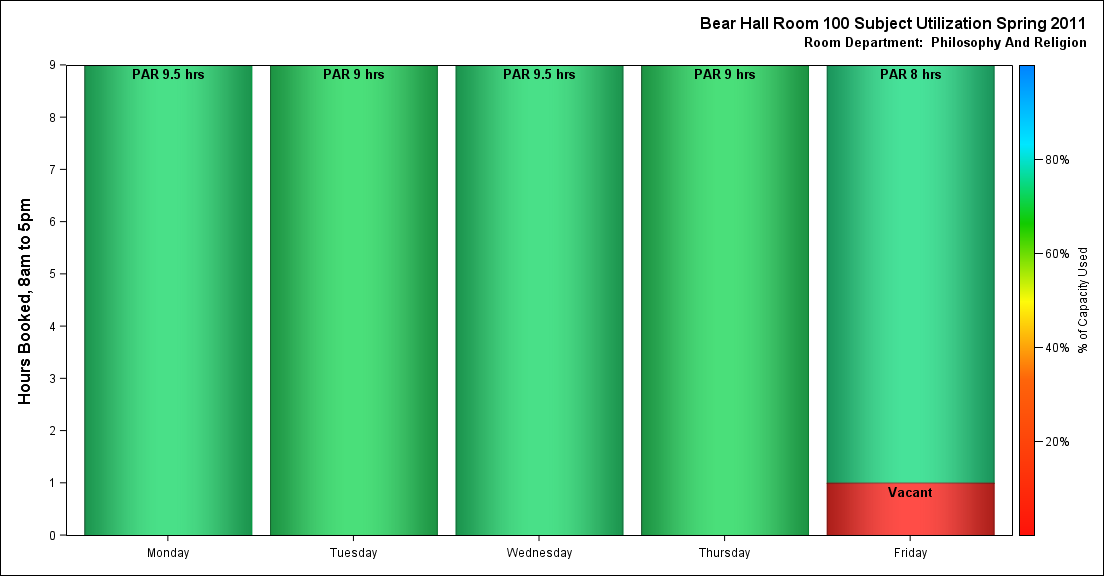 Bear Hall Room 100 Subject Utilization Spring 2011
Room Department:  Philosophy And Religion
Hours Booked, 8am to 5pm
9
8
7
6
5
4
3
2
1
0
PAR 9.5 hrs
PAR 9 hrs
PAR 9.5 hrs
PAR 9 hrs
PAR 8 hrs
Vacant
Monday
Tuesday
Wednesday
Thursday
Friday
80%
60%
40%
20%
% of Capacity Used